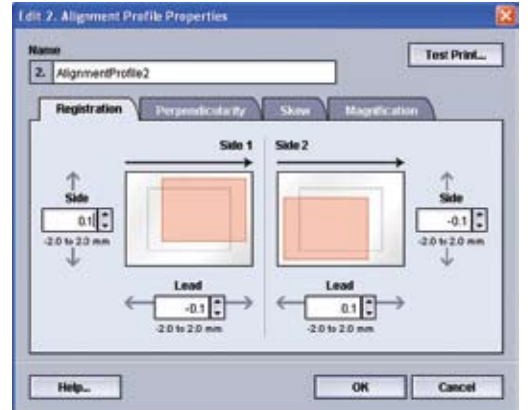 Edit 2. Alignment Profile Properties
Name
2. AlignmentProfile2
Test Print...
Registration Perpendicularity Skew Magnification
Side 1 Side 2
Side
0.1
-2.0 to 2.0 mm
Side
-0.1
-2.0 to 2.0 mm
Lead
-0.1
-2.0 to 2.0 mm
Lead
0.1
-2.0 to 2.0 mm
Help... OK Cancel